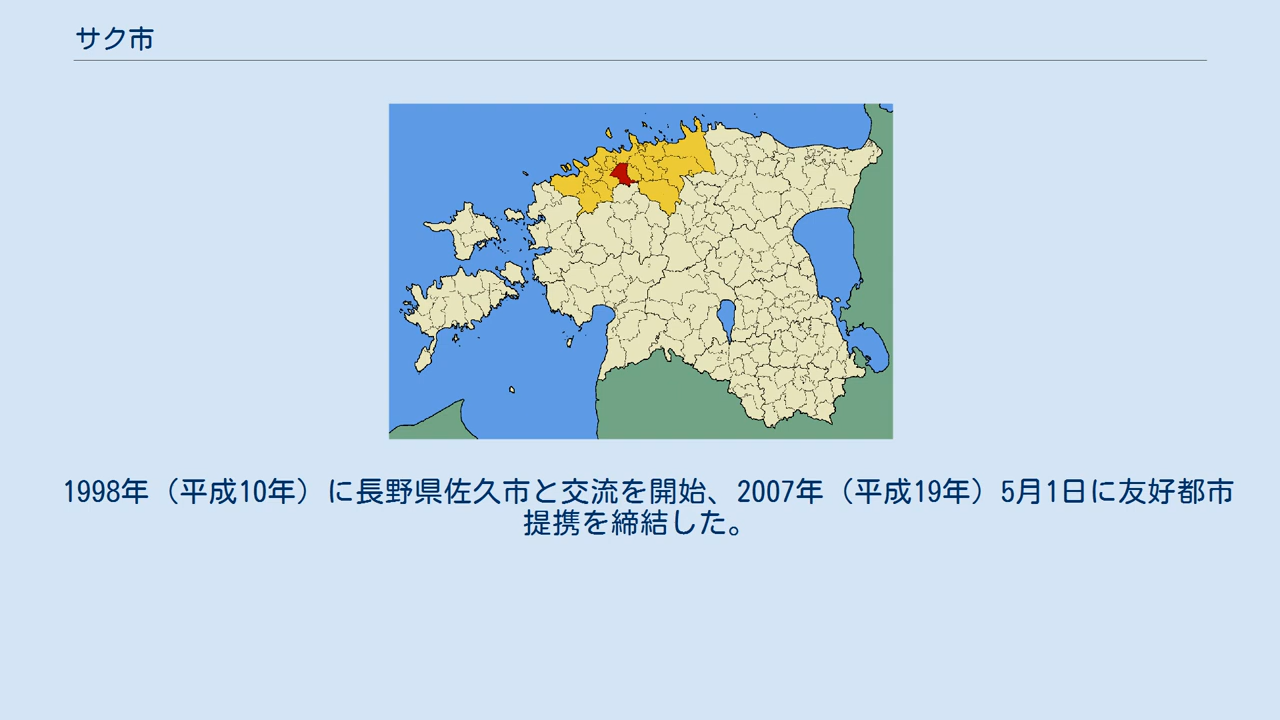 サク市
1998年（平成10年）に長野県佐久市と交流を開始、2007年（平成19年）5月1日に友好都市
提携を締結した。